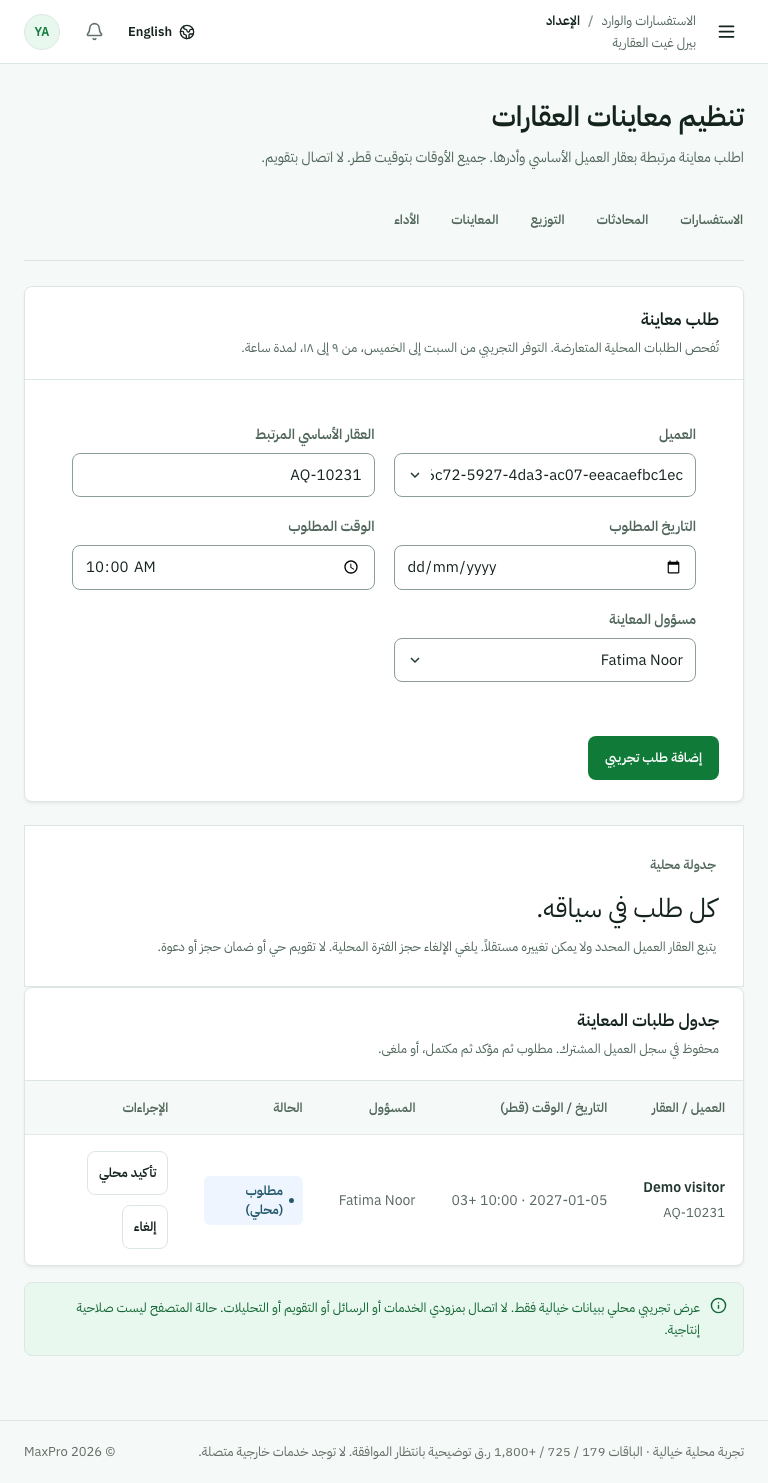 الاستفسارات والوارد / الإعداد
بيرل غيت العقارية
English
YA
تنظيم معاينات العقارات
اطلب معاينة مرتبطة بعقار العميل الأساسي وأدرها. جميع الأوقات بتوقيت قطر. لا اتصال بتقويم.
الاستفسارات
المحادثات
التوزيع
المعاينات
الأداء
طلب معاينة
تُفحص الطلبات المحلية المتعارضة. التوفر التجريبي من السبت إلى الخميس، من ٩ إلى ١٨، لمدة ساعة.
العميل
العقار الأساسي المرتبط
c72-5927-4da3-ac07-eeacaefbc1ec
AQ-10231
التاريخ المطلوب
الوقت المطلوب
dd/mm/yyyy
10:00 AM
مسؤول المعاينة
Fatima Noor
إضافة طلب تجريبي
جدولة محلية
كل طلب في سياقه.
يتبع العقار العميل المحدد ولا يمكن تغييره مستقلاً. يلغي الإلغاء حجز الفترة المحلية. لا تقويم حي أو ضمان حجز أو دعوة.
جدول طلبات المعاينة
محفوظ في سجل العميل المشترك. مطلوب ثم مؤكد ثم مكتمل، أو ملغى.
العميل / العقار
التاريخ / الوقت (قطر)
المسؤول
الحالة
الإجراءات
Demo visitor
AQ-10231
2027-01-05 · 10:00 +03
Fatima Noor
مطلوب
(محلي)
تأكيد محلي
إلغاء
عرض تجريبي محلي ببيانات خيالية فقط. لا اتصال بمزودي الخدمات أو الرسائل أو التقويم أو التحليلات. حالة المتصفح ليست صلاحية
إنتاجية.
تجربة محلية خيالية · الباقات 179 / 725 / +1,800 ر.ق توضيحية بانتظار الموافقة. لا توجد خدمات خارجية متصلة.
© 2026 MaxPro